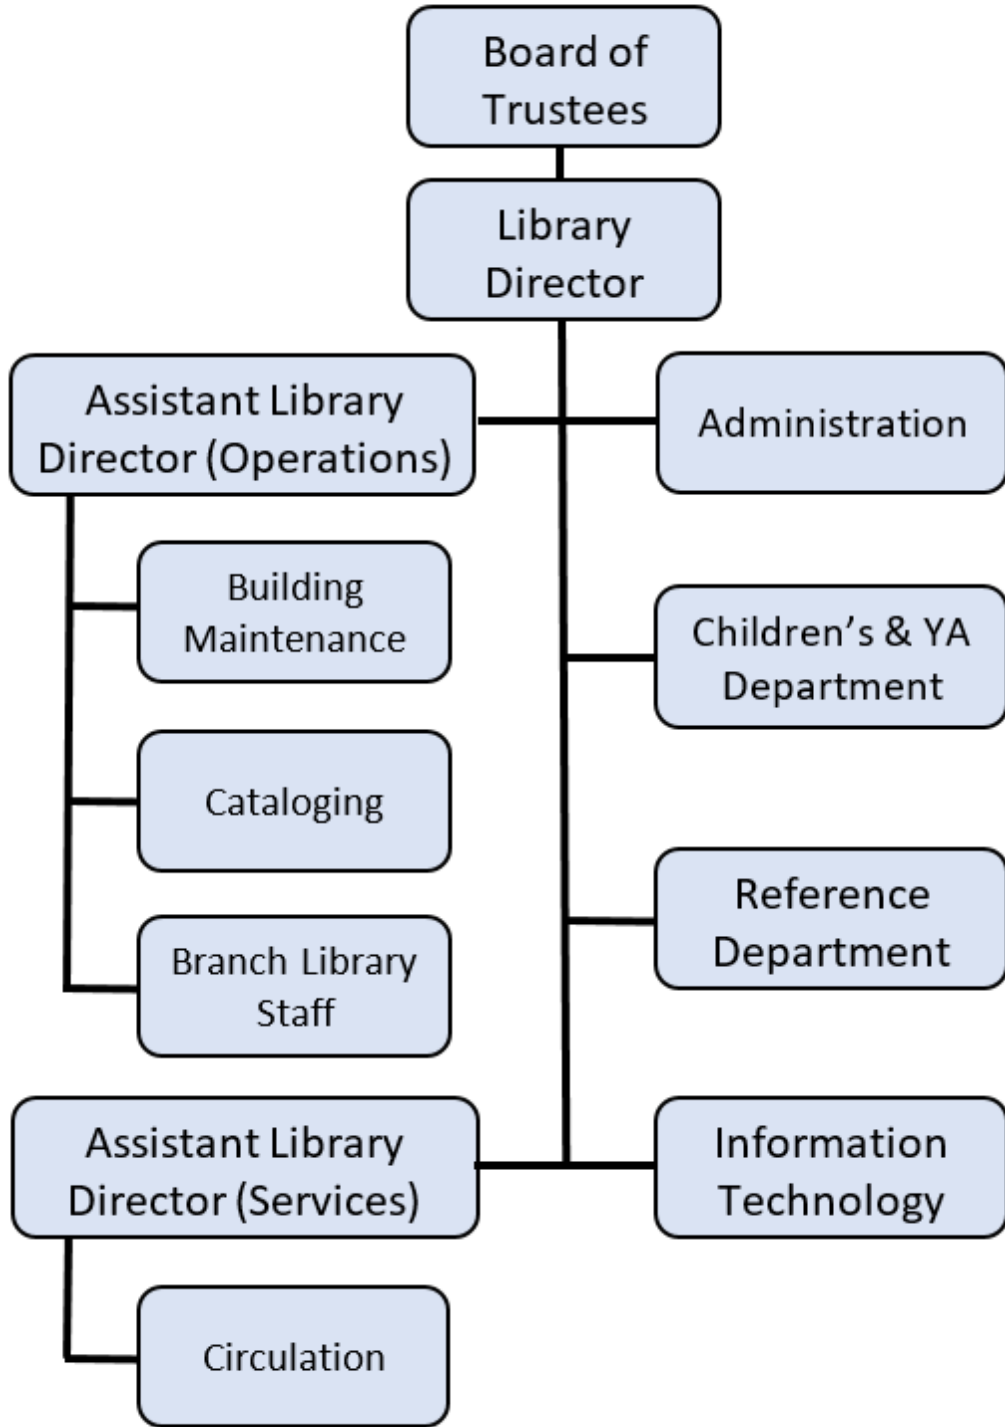 Board of
Trustees
Library
Director
Assistant Library
Director (Operations)
Administration
Building
Maintenance
Children’s & YA
Department
Cataloging
Reference
Department
Branch Library
Staff
Assistant Library
Director (Services)
Information
Technology
Circulation